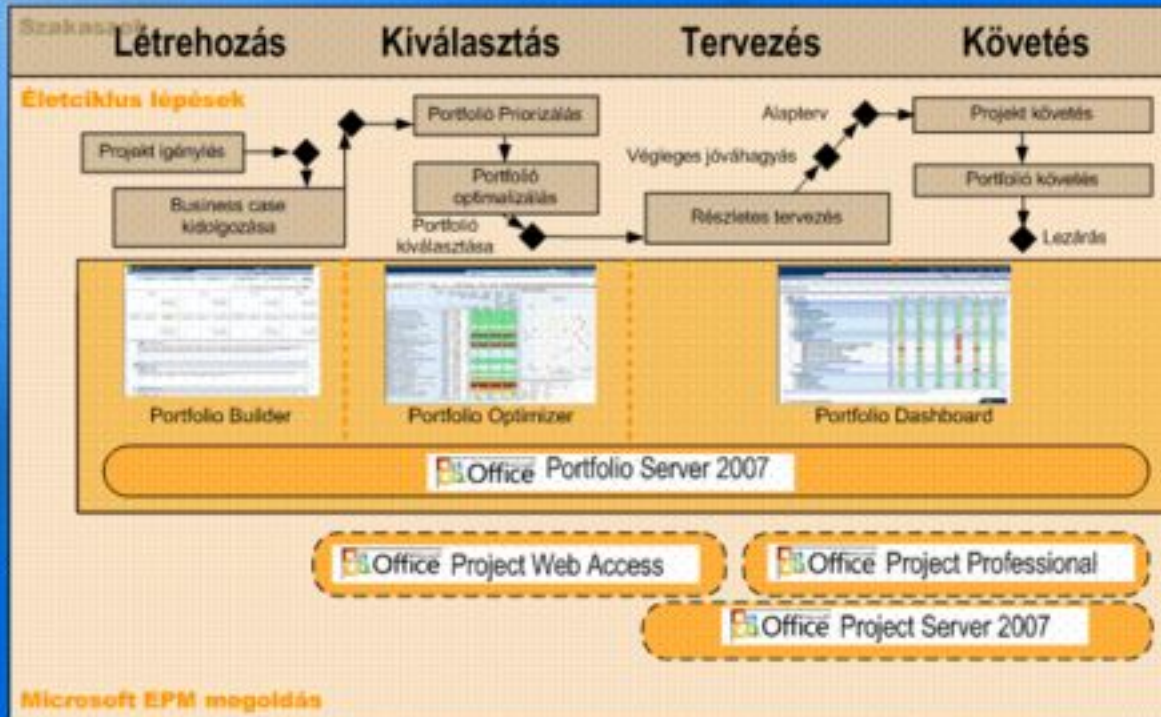 Szakaszok
Létrehozás
Kiválasztás
Tervezés
Követés
Életciklus lépések
Projekt igénylés
Business case
kidolgozása
Portfolió Priorizálás
Portfolió
optimalizálás
Portfolió
kiválasztása
Részletes tervezés
Végleges jóváhagyás
Alapterv
Projekt követés
Portfolió követés
Lezárás
Portfolio Builder
Portfolio Optimizer
Portfolio Dashboard
Office Portfolio Server 2007
Office Project Web Access
Office Project Professional
Office Project Server 2007
Microsoft EPM megoldás